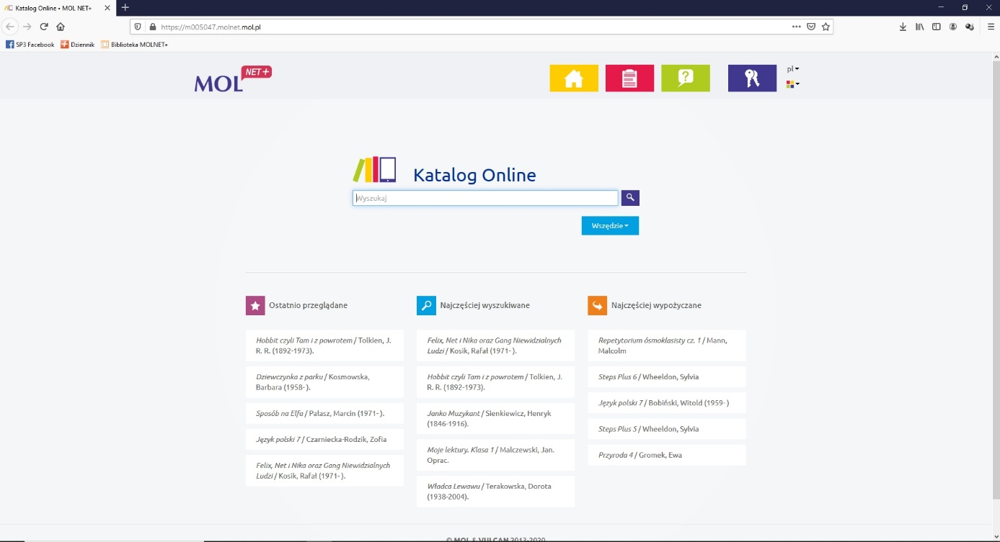 Katalog Online • MOL NET+
https://m005047.molnet.mol.pl
SP3 Facebook
Dziennik
Biblioteka MOLNET+
MOL NET+
pl
Katalog Online
Wyszukaj
Wszędzie
Ostatnio przeglądane
Hobbit czyli Tam i z powrotem / Tolkien, J.
R. R. (1892-1973).
Dziewczynka z parku / Kosmowska,
Barbara (1958- ).
Sposób na Elfa / Pałasz, Marcin (1971- ).
Język polski 7 / Czarniecka-Rodzik, Zofia
Felix, Net i Nika oraz Gang Niewidzialnych
Ludzi / Kosik, Rafał (1971- ).
Najczęściej wyszukiwane
Felix, Net i Nika oraz Gang Niewidzialnych
Ludzi / Kosik, Rafał (1971- ).
Hobbit czyli Tam i z powrotem / Tolkien, J.
R. R. (1892-1973).
Janko Muzykant / Sienkiewicz, Henryk
(1846-1916).
Moje lektury. Klasa 1 / Malczewski, Jan.
Oprac.
Władca Lewawu / Terakowska, Dorota
(1938-2004).
Najczęściej wypożyczane
Repetytorium ósmoklasisty cz. 1 / Mann,
Malcolm
Steps Plus 6 / Wheeldon, Sylvia
Język polski 7 / Bobiński, Witold (1959- )
Steps Plus 5 / Wheeldon, Sylvia
Przyroda 4 / Gromek, Ewa
© MOL & VULCAN 2013-2020